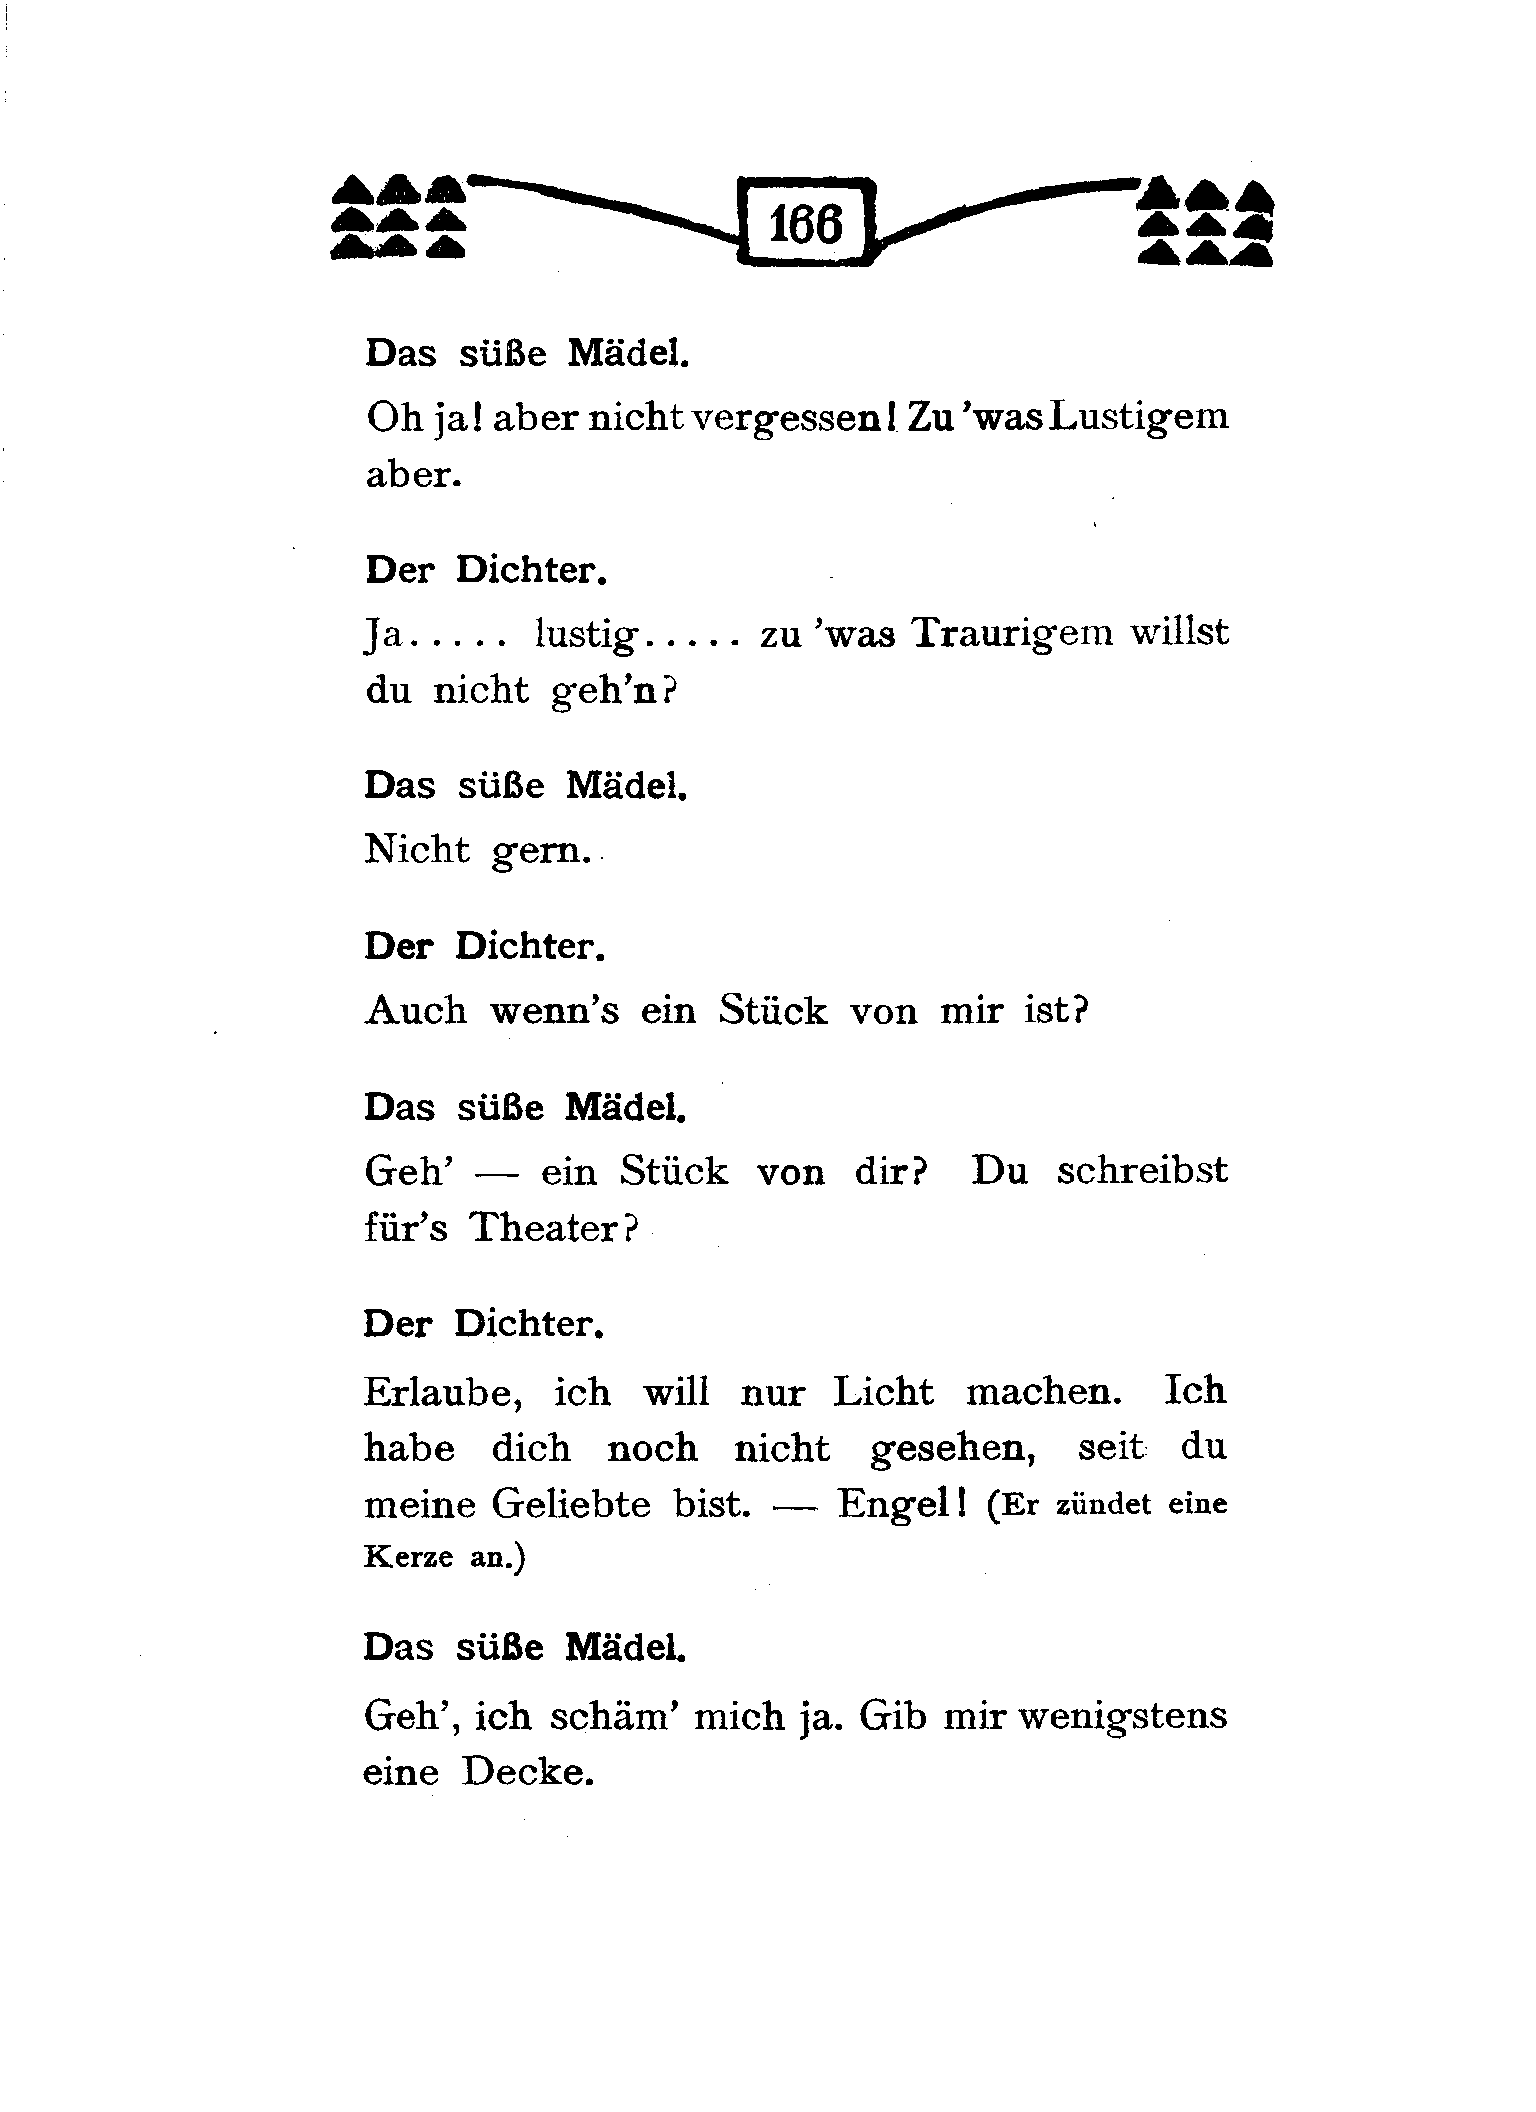 166
Das süße Mädel.
Oh ja! aber nicht vergessen! Zu ’was Lustigem
aber.
Der Dichter.
Ja..... lustig..... zu ’was Traurigem willst
du nicht geh’n?
Das süße Mädel.
Nicht gern.
Der Dichter.
Auch wenn’s ein Stück von mir ist?
Das süße Mädel.
Geh’ — ein Stück von dir? Du schreibst
für’s Theater?
Der Dichter.
Erlaube, ich will nur Licht machen. Ich
habe dich noch nicht gesehen, seit du
meine Geliebte bist. — Engel! (Er zündet eine
Kerze an.)
Das süße Mädel.
Geh’, ich schäm’ mich ja. Gib mir wenigstens
eine Decke.